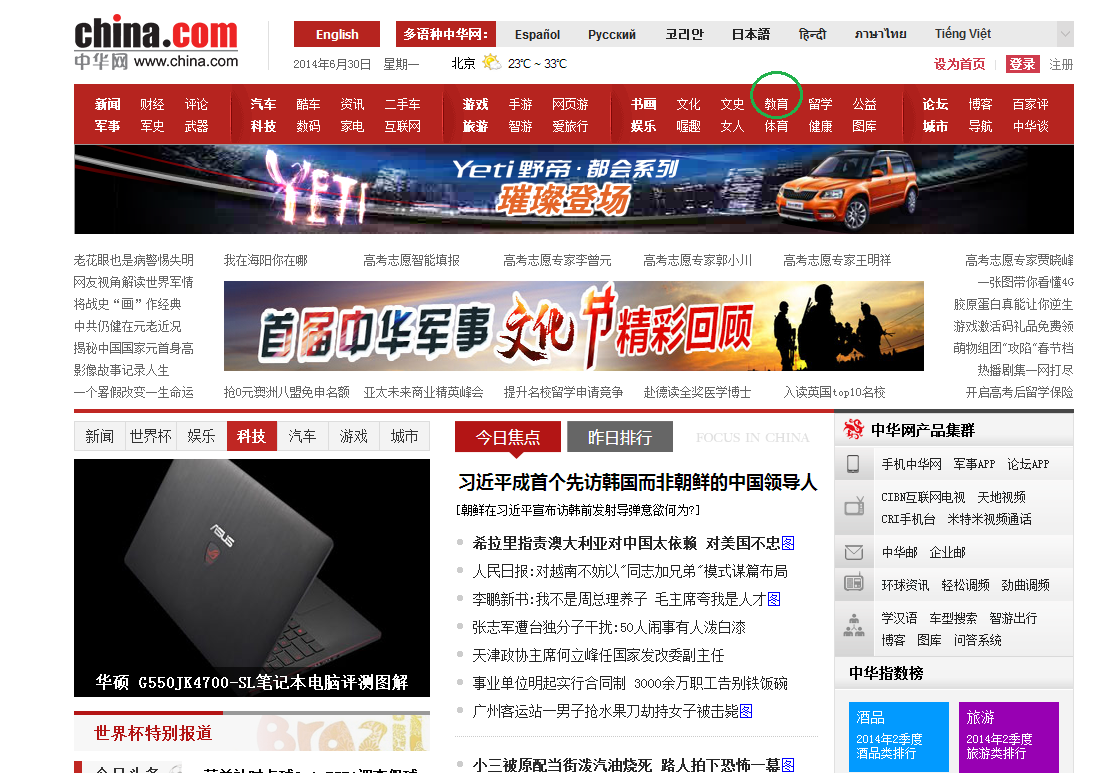 china.com
中华网 www.china.com
English 多语种中华网: Español Русский 코리안 日本語 हिन्दी ภาษาไทย Tiếng Việt
2014年6月30日 星期一 北京 23℃ ~ 33℃ 设为首页 登录 注册
新闻 财经 评论 汽车 酷车 资讯 二手车 游戏 手游 网页游 书画 文化 文史 教育 留学 公益 论坛 博客 百家评
军事 军史 武器 科技 数码 家电 互联网 旅游 智游 爱旅行 娱乐 喔趣 女人 体育 健康 图库 城市 导航 中华谈
YETI
Yeti野帝·都会系列
璀璨登场
老花眼也是病警惕失明 我在海阳你在哪 高考志愿智能填报 高考志愿专家李曾元 高考志愿专家郭小川 高考志愿专家王明祥 高考志愿专家贾晓峰
网友视角解读世界军情 一张图带你看懂4G
将战史“画”作经典 胶原蛋白真能让你逆生
中共仍健在元老近况 游戏激活码礼品免费领
揭秘中国国家元首身高 萌物组团"攻陷"春节档
影像故事记录人生 热播剧集一网打尽
首届中华军事文化节精彩回顾
一个暑假改变一生命运 抢0元澳洲八盟免申名额 亚太未来商业精英峰会 提升名校留学申请竞争 赴德读全奖医学博士 入读英国top10名校 开启高考后留学保险
新闻 世界杯 娱乐 科技 汽车 游戏 城市
ASUS
华硕 G550JK4700-SL笔记本电脑评测图解
世界杯特别报道
Brazil
今日头条
今日焦点 昨日排行 FOCUS IN CHINA
习近平成首个先访韩国而非朝鲜的中国领导人
[朝鲜在习近平宣布访韩前发射导弹意欲何为?]
希拉里指责澳大利亚对中国太依赖 对美国不忠图
人民日报:对越南不妨以"同志加兄弟"模式谋篇布局
李鹏新书:我不是周总理养子 毛主席夸我是人才图
张志军遭台独分子干扰:50人闹事有人泼白漆
天津政协主席何立峰任国家发改委副主任
事业单位明起实行合同制 3000余万职工告别铁饭碗
广州客运站一男子抢水果刀劫持女子被击毙图
小三被原配当街泼汽油烧死 路人拍下恐怖一幕图
中华网产品集群
手机中华网 军事APP 论坛APP
CIBN互联网电视 天地视频
CRI手机台 米特米视频通话
中华邮 企业邮
环球资讯 轻松调频 劲曲调频
学汉语 车型搜索 智游出行
博客 图库 问答系统
中华指数榜
酒品
2014年2季度
酒品类排行
旅游
2014年2季度
旅游类排行